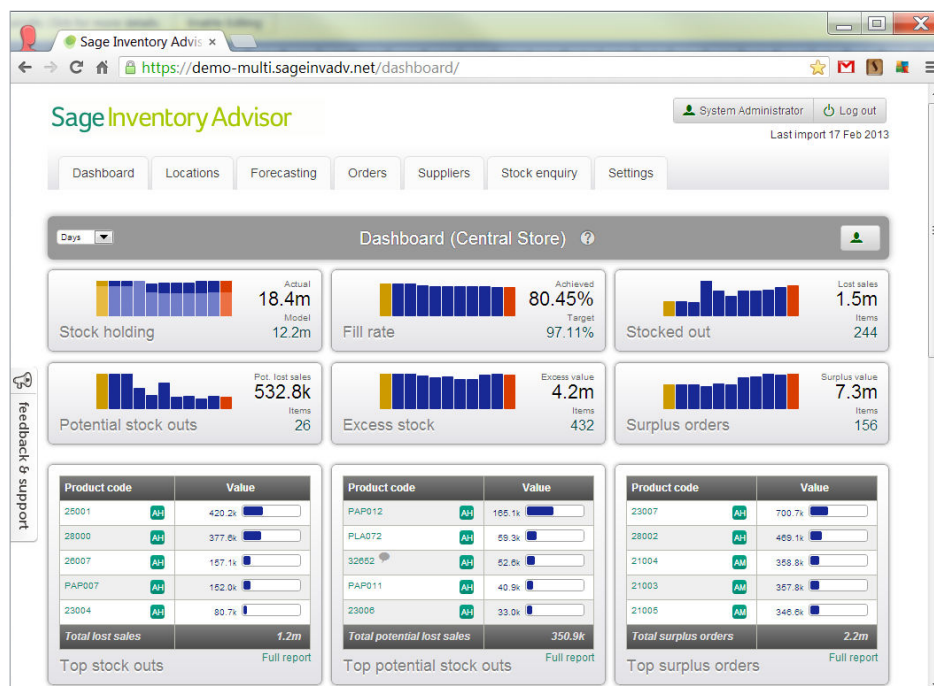 Sage Inventory Advis ×
https://demo-multi.sageinvadv.net/dashboard/
Sage Inventory Advisor
System Administrator
Log out
Last import 17 Feb 2013
Dashboard
Locations
Forecasting
Orders
Suppliers
Stock enquiry
Settings
Days
Dashboard (Central Store) ?
Actual
18.4m
Model
Stock holding
12.2m
Achieved
80.45%
Target
Fill rate
97.11%
Lost sales
1.5m
Items
Stocked out
244
Pot. lost sales
532.8k
Items
Potential stock outs
26
Excess value
4.2m
Items
Excess stock
432
Surplus value
7.3m
Items
Surplus orders
156
feedback & support
Product code Value
25001 AH 420.2k
28000 AH 377.6k
26007 AH 157.1k
PAP007 AH 152.0k
23004 AH 80.7k
Total lost sales 1.2m
Full report
Top stock outs
Product code Value
PAP012 AH 165.1k
PLA072 AH 59.3k
32652 AH 52.6k
PAP011 AH 40.9k
23006 AH 33.0k
Total potential lost sales 350.9k
Full report
Top potential stock outs
Product code Value
23007 AH 700.7k
28002 AH 469.1k
21004 AM 358.8k
21003 AM 357.8k
21005 AM 346.6k
Total surplus orders 2.2m
Full report
Top surplus orders